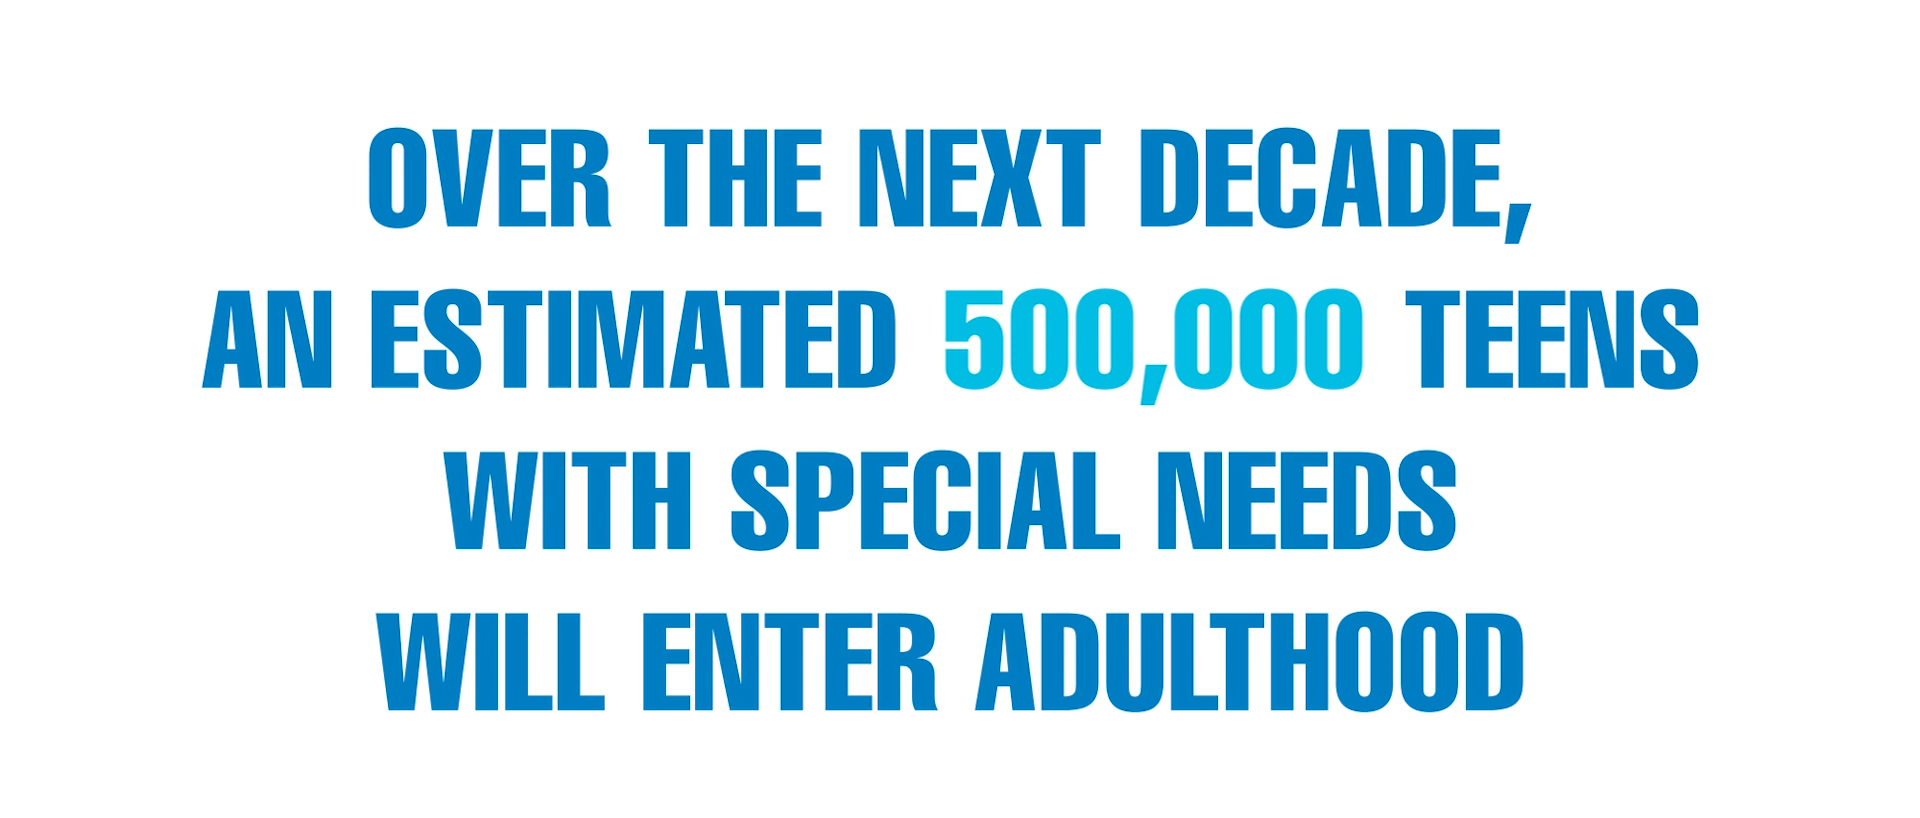 OVER THE NEXT DECADE,
AN ESTIMATED 500,000 TEENS
WITH SPECIAL NEEDS
WILL ENTER ADULTHOOD